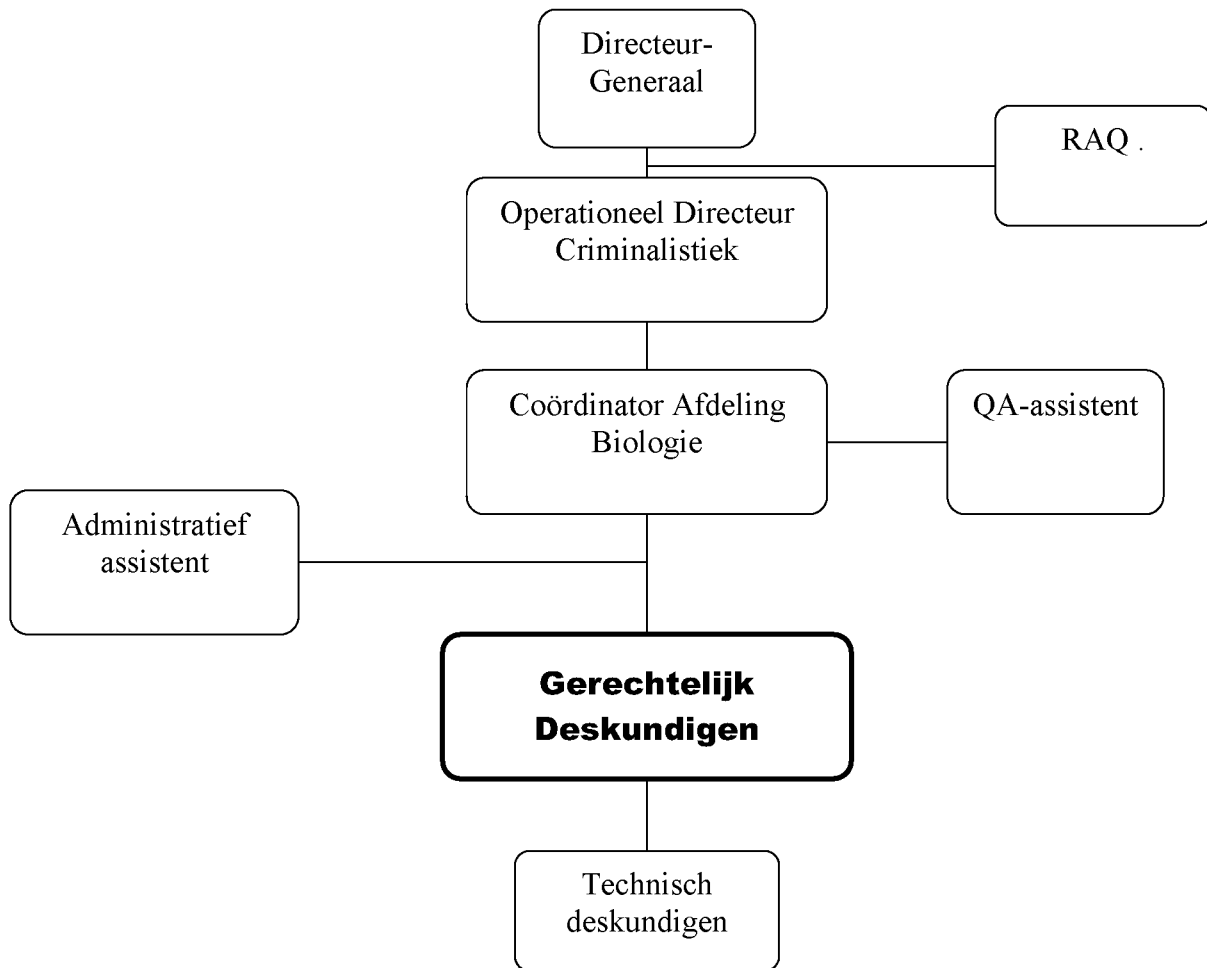 Directeur-
Generaal
RAQ .
Operationeel Directeur
Criminalistiek
Coördinator Afdeling
Biologie
QA-assistent
Administratief
assistent
Gerechtelijk
Deskundigen
Technisch
deskundigen